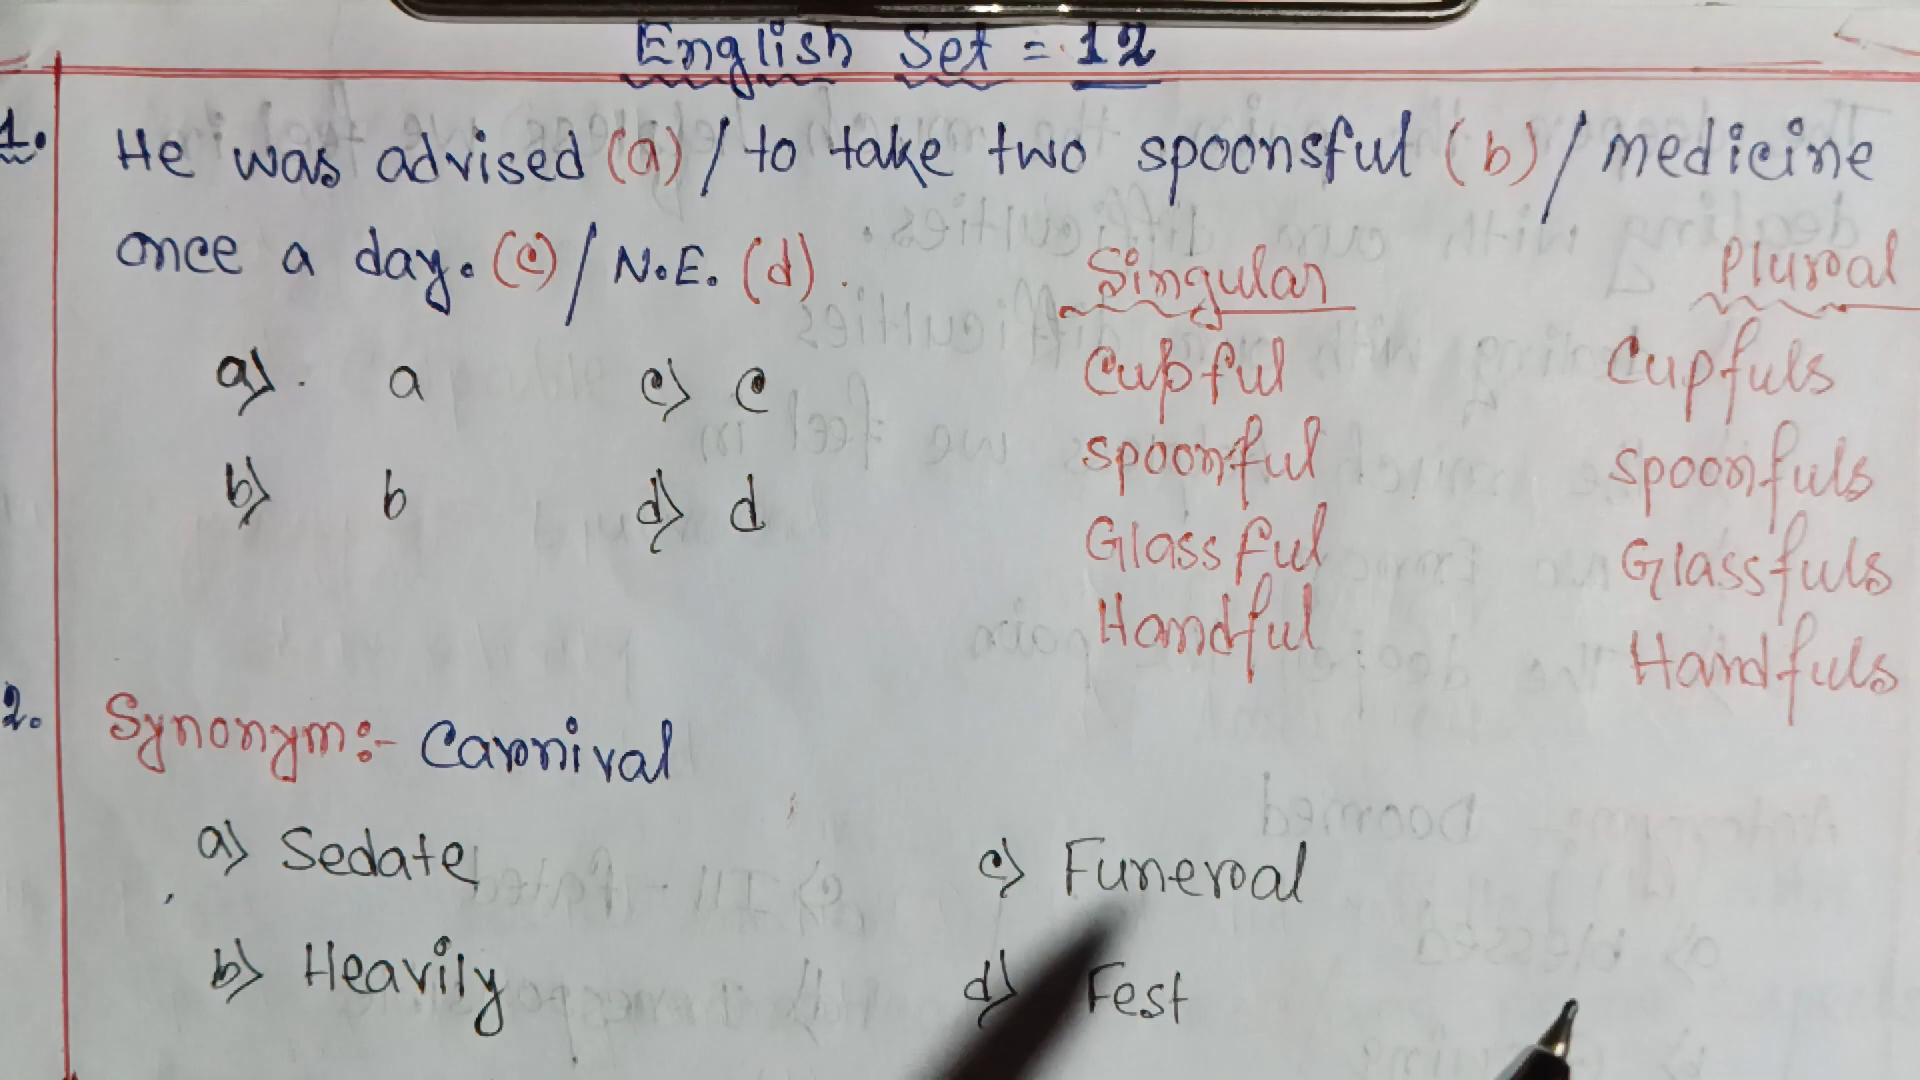 English Set = 12
1. He was advised (a) / to take two spoonsful (b) / medicine
once a day. (c) / N.E. (d).
Singular Plural
a) a c) c Cupful Cupfuls
b) b d) d Spoonful Spoonfuls
Glassful Glassfuls
Handful Handfuls
2. Synonym:- Carnival
a) Sedate c) Funeral
b) Heavily d) Fest